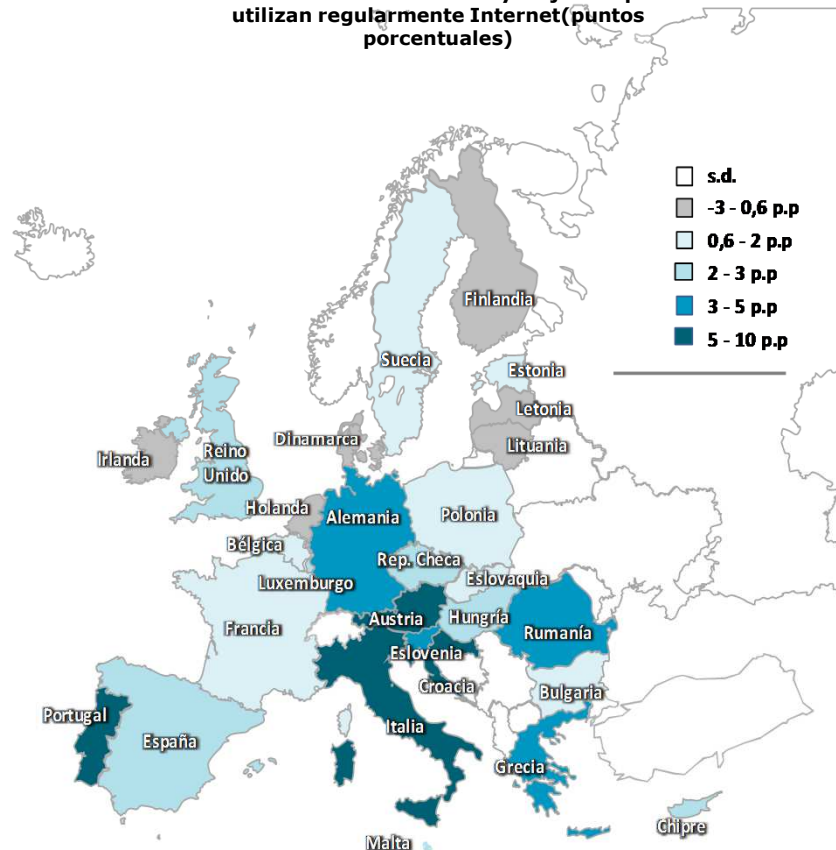 utilizan regularmente Internet(puntos
porcentuales)
s.d.
-3 - 0,6 p.p
0,6 - 2 p.p
2 - 3 p.p
3 - 5 p.p
5 - 10 p.p
Finlandia
Suecia
Estonia
Letonia
Dinamarca
Lituania
Irlanda
Reino
Unido
Holanda
Alemania
Polonia
Bélgica
Rep. Checa
Luxemburgo
Eslovaquia
Austria
Hungría
Francia
Rumanía
Eslovenia
Croacia
Bulgaria
Portugal
España
Italia
Grecia
Chipre
Malta